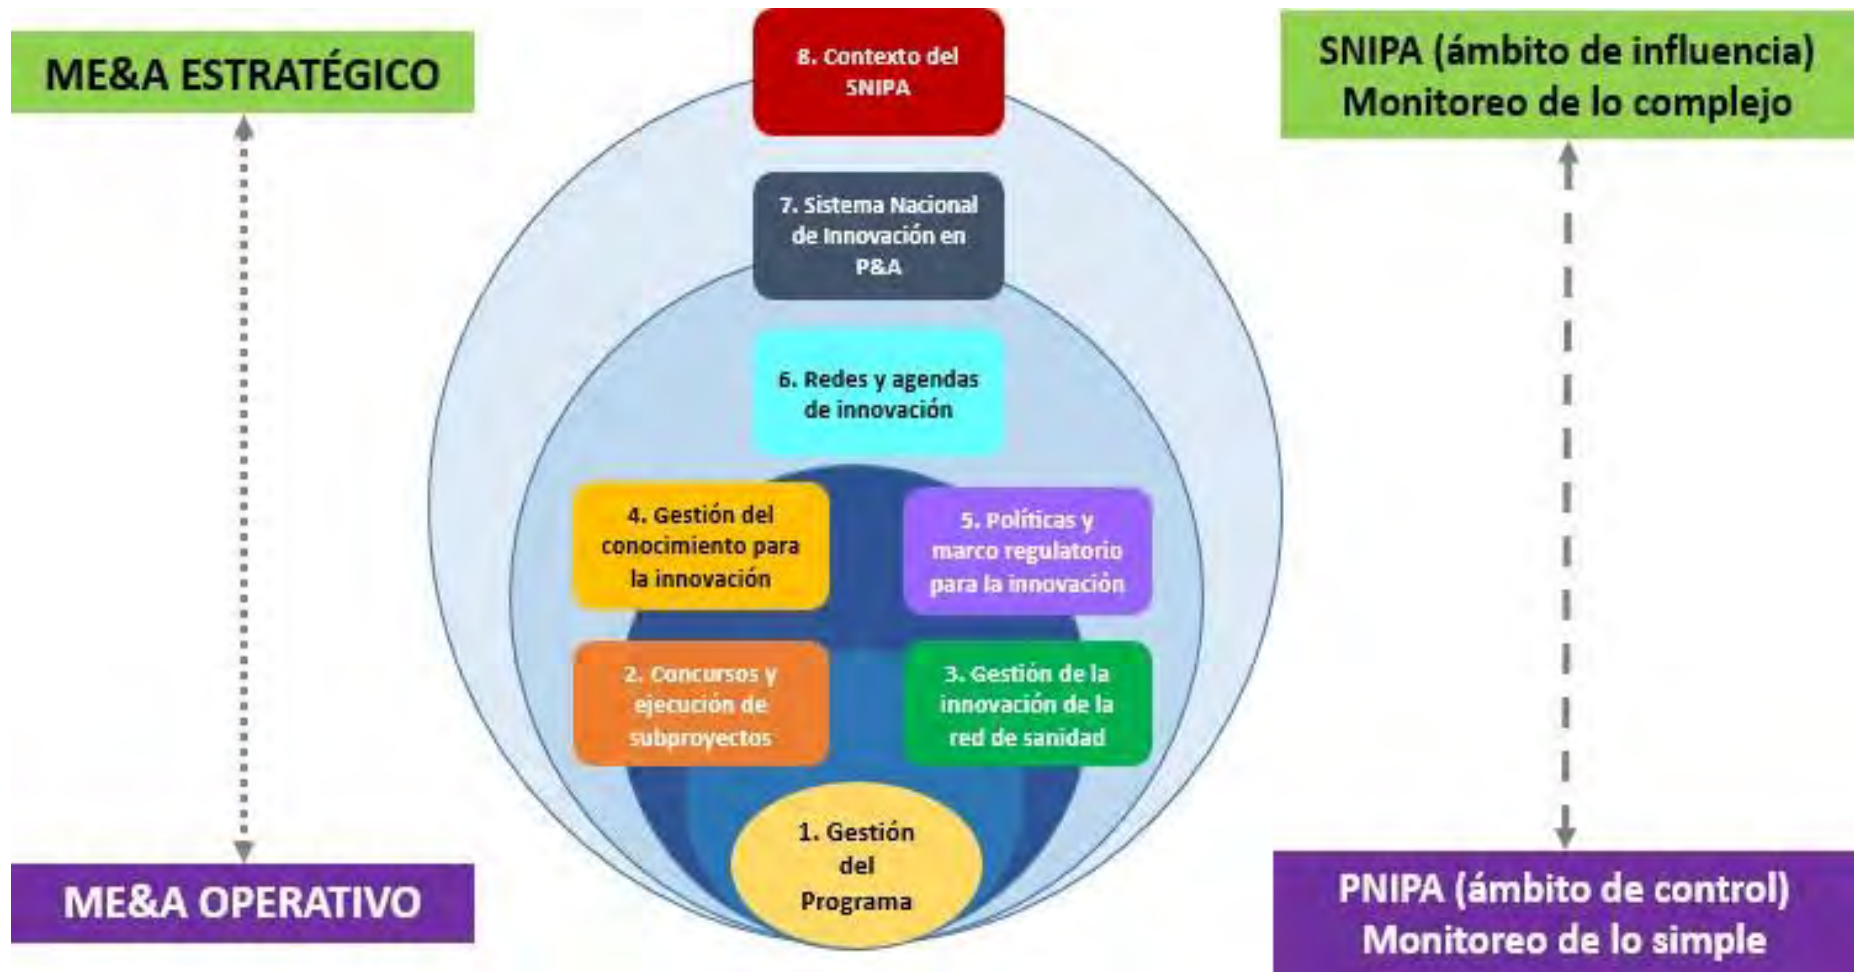 ME&A ESTRATÉGICO
8. Contexto del
SNIPA
SNIPA (ámbito de influencia)
Monitoreo de lo complejo
7. Sistema Nacional
de Innovación en
P&A
6. Redes y agendas
de innovación
4. Gestión del
conocimiento para
la innovación
5. Políticas y
marco regulatorio
para la innovación
2. Concursos y
ejecución de
subproyectos
3. Gestión de la
innovación de la
red de sanidad
1. Gestión
del
Programa
ME&A OPERATIVO
PNIPA (ámbito de control)
Monitoreo de lo simple